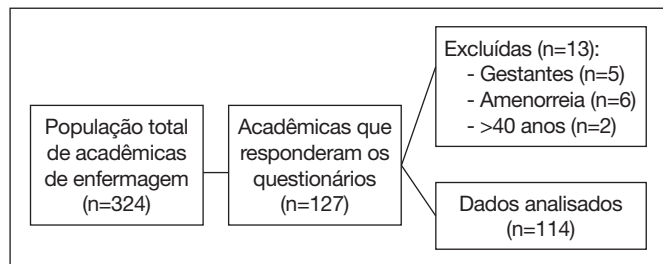 População total
de acadêmicas
de enfermagem
(n=324)
Acadêmicas que
responderam os
questionários
(n=127)
Excluídas (n=13):
- Gestantes (n=5)
- Amenorreia (n=6)
- >40 anos (n=2)
Dados analisados
(n=114)